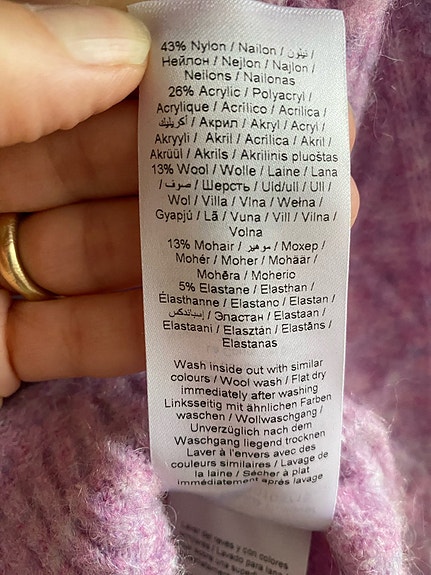 43% Nylon / Nailon / نيلون /
Нейлон / Nejlon / Najlon /
Neilons / Nailonas
26% Acrylic / Polyacryl /
Acrylique / Acrilico / Acrílica /
أكريليك / Акрил / Akryl / Acryl /
Akryyli / Akril / Acrilica / Akril /
Akrüül / Akrils / Akrilinis pluoštas
13% Wool / Wolle / Laine / Lana
/ صوف / Шерсть / Uld/ull / Ull /
Wol / Villa / Vlna / Wełna /
Gyapjú / Lã / Vuna / Vill / Vilna /
Volna
13% Mohair / موهير / Мохер /
Mohér / Moher / Mohäär /
Mohēra / Moherio
5% Elastane / Elasthan /
Élasthanne / Elastano / Elastan /
إسباندكس / Эластан / Elastaan /
Elastaani / Elasztán / Elastāns /
Elastanas
Wash inside out with similar
colours / Wool wash / Flat dry
immediately after washing
Linksseitig mit ähnlichen Farben
waschen / Wollwaschgang /
Unverzüglich nach dem
Waschgang liegend trocknen
Laver à l'envers avec des
couleurs similaires / Lavage de
la laine / Sécher à plat
immédiatement après lavage